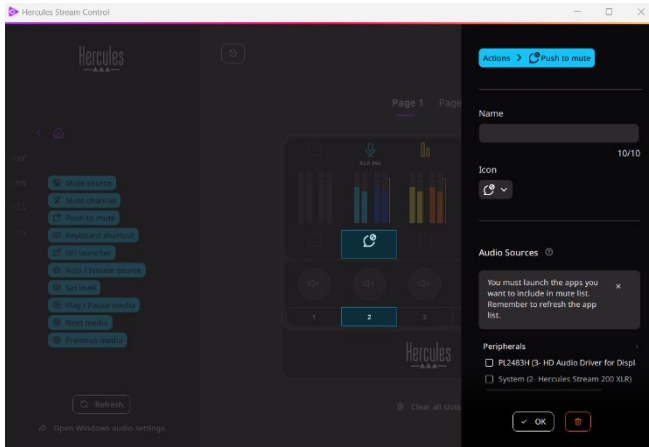 Hercules Stream Control
Hercules
Page 1 Page
XLR Mic
Mute source
Mute channel
Push to mute
Keyboard shortcut
Url launcher
Solo / Isolate source
Set level
Play / Pause media
Next media
Previous media
Refresh
Open Windows audio settings
1 2 3
Hercules
Clear all slots
Actions > Push to mute
Name
10/10
Icon
Audio Sources
You must launch the apps you
want to include in mute list.
Remember to refresh the app
list.
Peripherals
PL2483H (3- HD Audio Driver for Displ
System (2- Hercules Stream 200 XLR)
OK